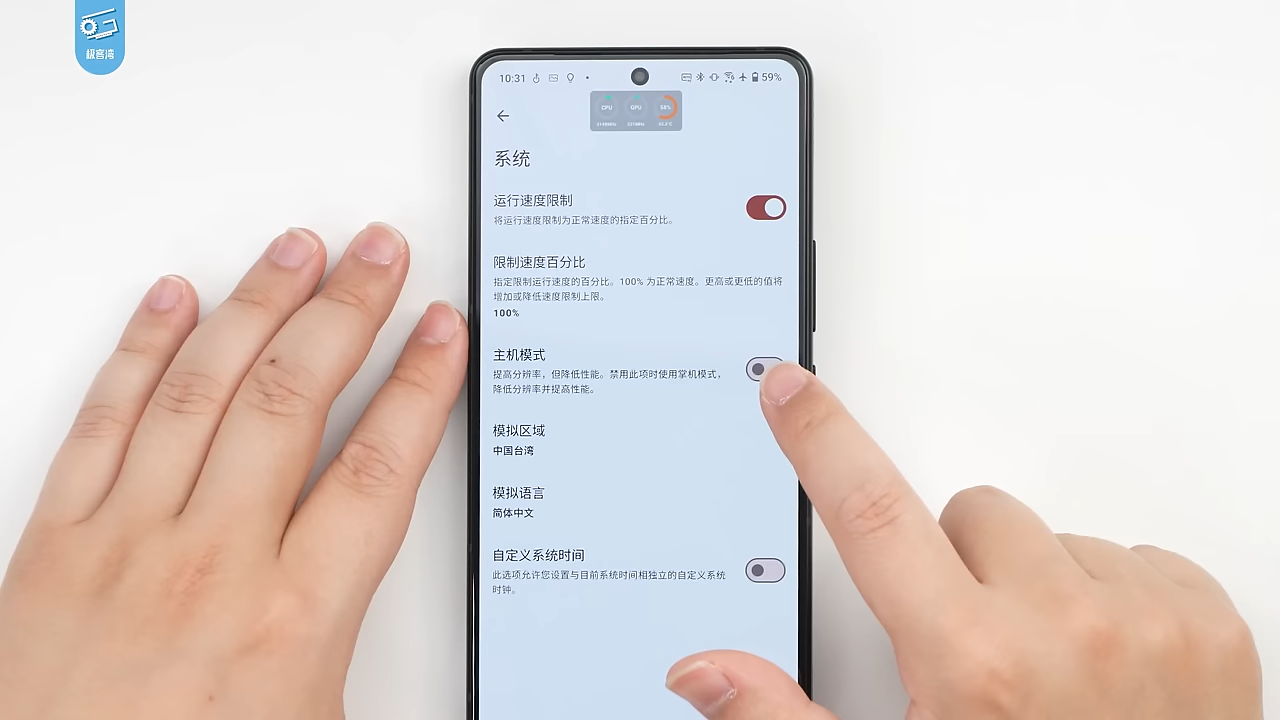 极客湾
10:31
59%
CPU
GPU
系统
运行速度限制
将运行速度限制为正常速度的指定百分比。
限制速度百分比
指定限制运行速度的百分比。100% 为正常速度。更高或更低的值将
增加或降低速度限制上限。
100%
主机模式
提高分辨率，但降低性能。禁用此项时使用掌机模式，
降低分辨率并提高性能。
模拟区域
中国台湾
模拟语言
简体中文
自定义系统时间
此选项允许您设置与目前系统时间相独立的自定义系统
时钟。